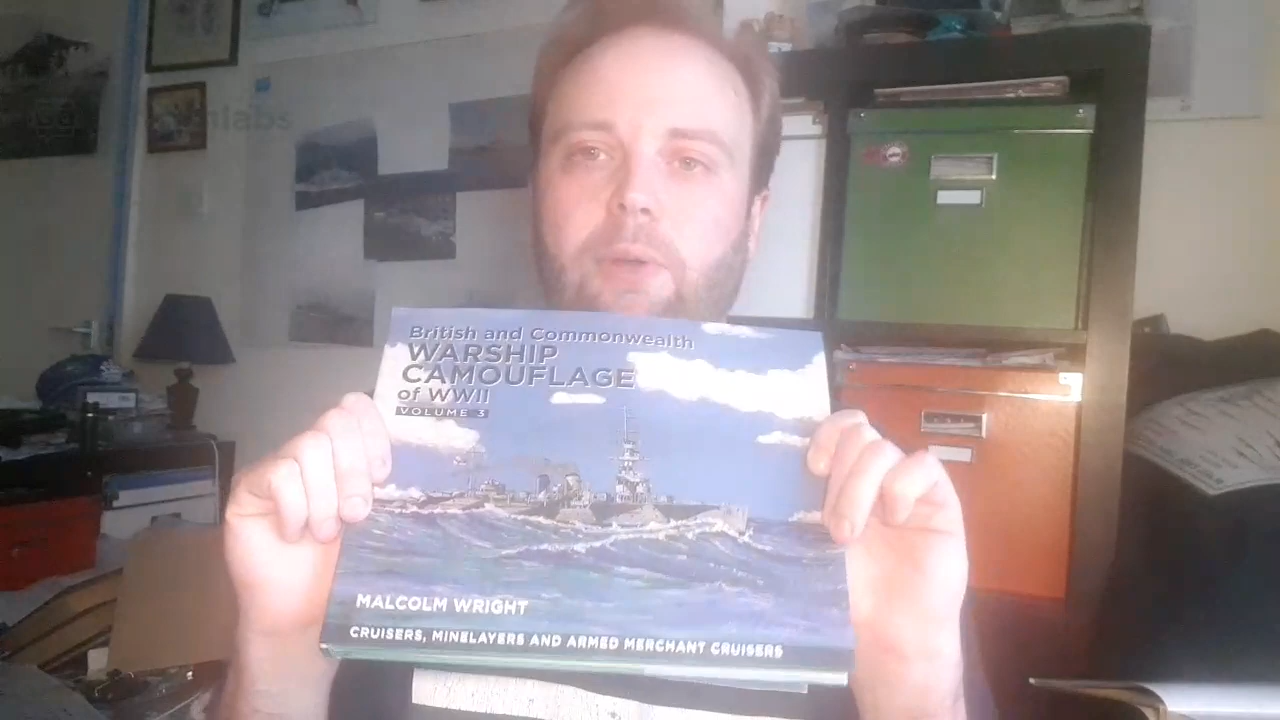 British and Commonwealth
WARSHIP
CAMOUFLAGE
of WWII
VOLUME 3
MALCOLM WRIGHT
CRUISERS, MINELAYERS AND ARMED MERCHANT CRUISERS